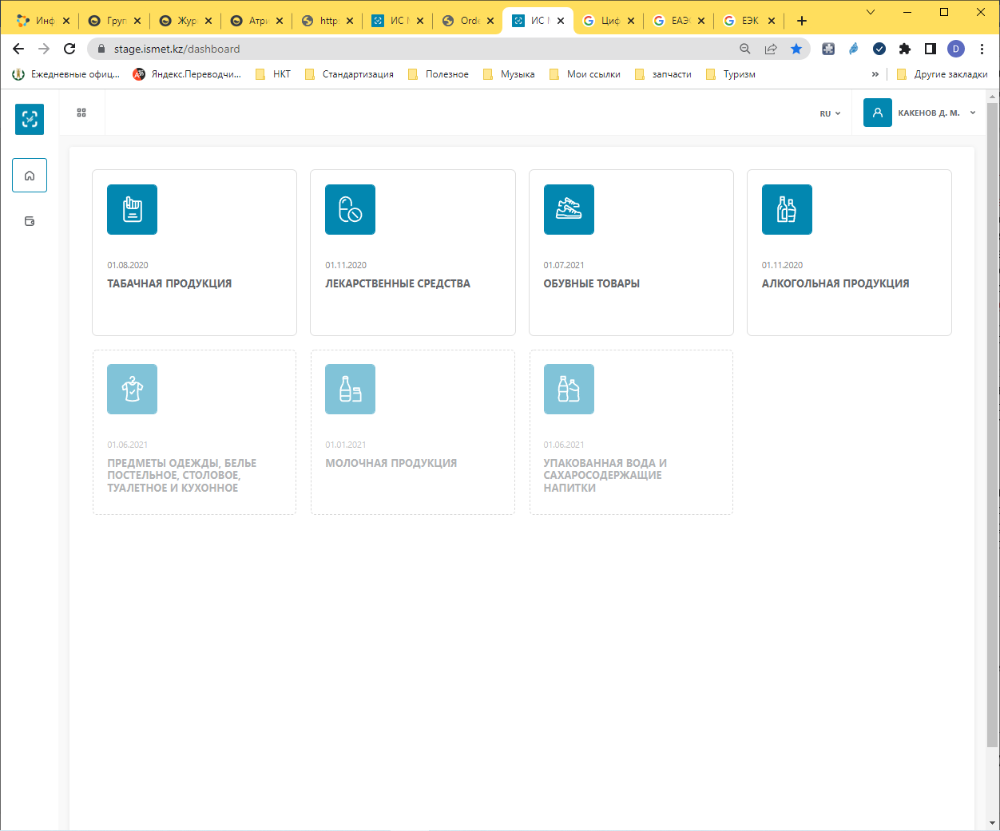 Инф
Груп
Жур
Атри
http:
ИС М
Orde
ИС М
Циф
ЕАЭС
ЕЭК
stage.ismet.kz/dashboard
D
Ежедневные офиц...
Яндекс.Переводчи...
НКТ
Стандартизация
Полезное
Музыка
Мои ссылки
запчасти
Туризм
»
Другие закладки
RU
КАКЕНОВ Д. М.
01.08.2020
ТАБАЧНАЯ ПРОДУКЦИЯ
01.11.2020
ЛЕКАРСТВЕННЫЕ СРЕДСТВА
01.07.2021
ОБУВНЫЕ ТОВАРЫ
01.11.2020
АЛКОГОЛЬНАЯ ПРОДУКЦИЯ
01.06.2021
ПРЕДМЕТЫ ОДЕЖДЫ, БЕЛЬЕ
ПОСТЕЛЬНОЕ, СТОЛОВОЕ,
ТУАЛЕТНОЕ И КУХОННОЕ
01.01.2021
МОЛОЧНАЯ ПРОДУКЦИЯ
01.06.2021
УПАКОВАННАЯ ВОДА И
САХАРОСОДЕРЖАЩИЕ
НАПИТКИ